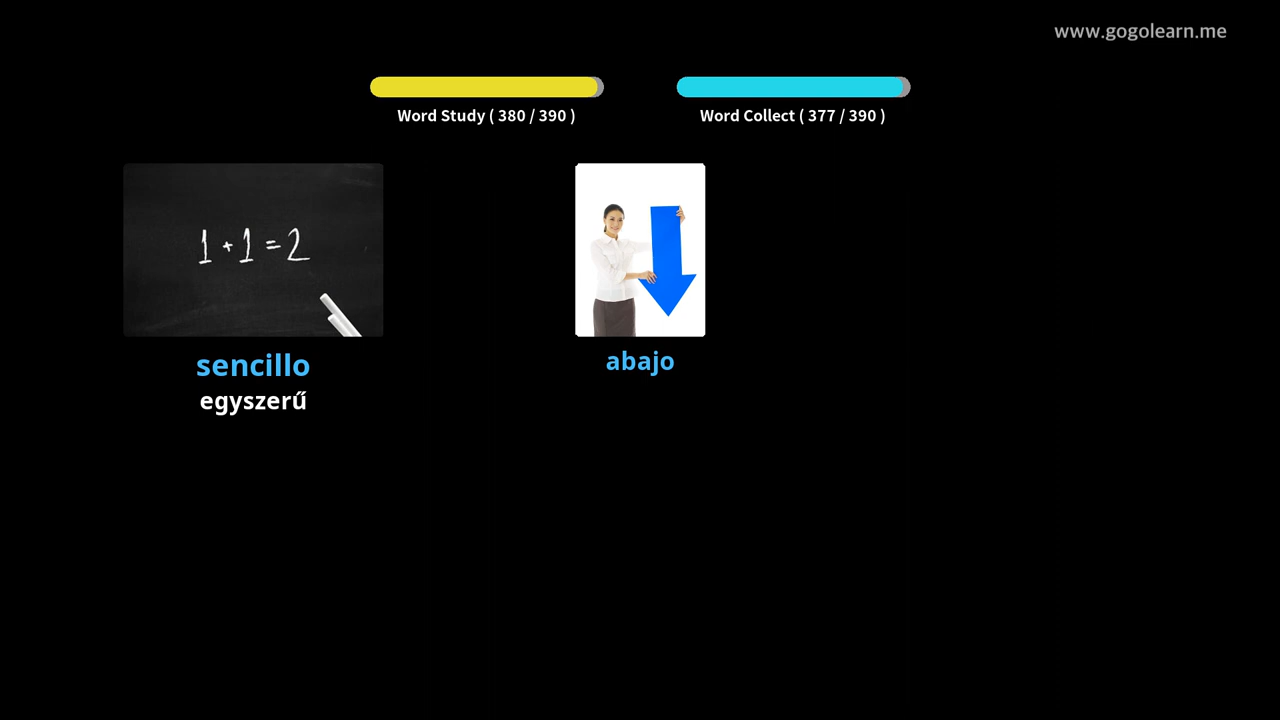 www.gogolearn.me
Word Study ( 380 / 390 )
Word Collect ( 377 / 390 )
1 + 1 = 2
sencillo
egyszerű
abajo